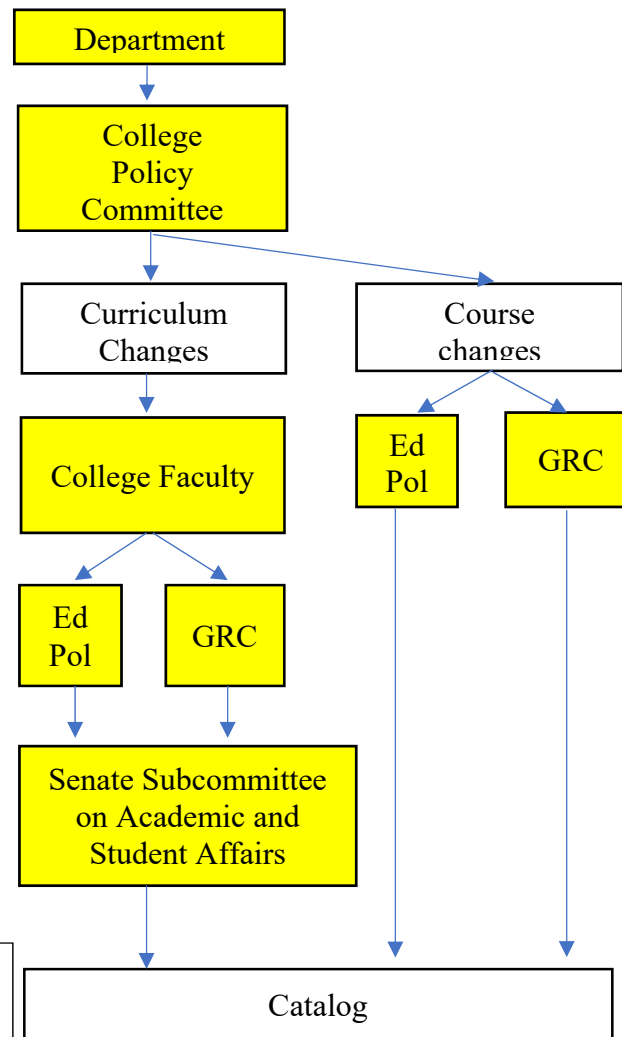 Department
College
Policy
Committee
Curriculum
Changes
Course
changes
College Faculty
Ed
Pol
GRC
Ed
Pol
GRC
Senate Subcommittee
on Academic and
Student Affairs
Catalog